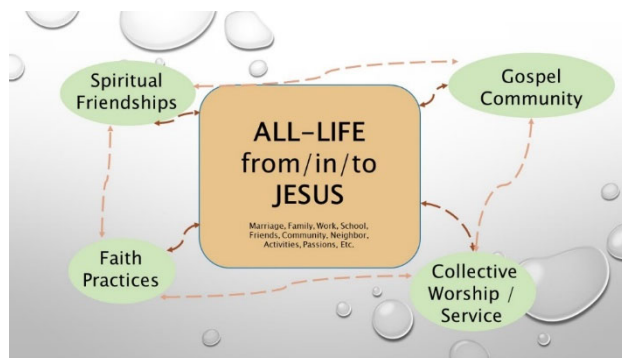 Spiritual
Friendships
Gospel
Community
ALL-LIFE
from/in/to
JESUS
Marriage, Family, Work, School,
Friends, Community, Neighbor,
Activities, Passions, Etc.
Faith
Practices
Collective
Worship /
Service